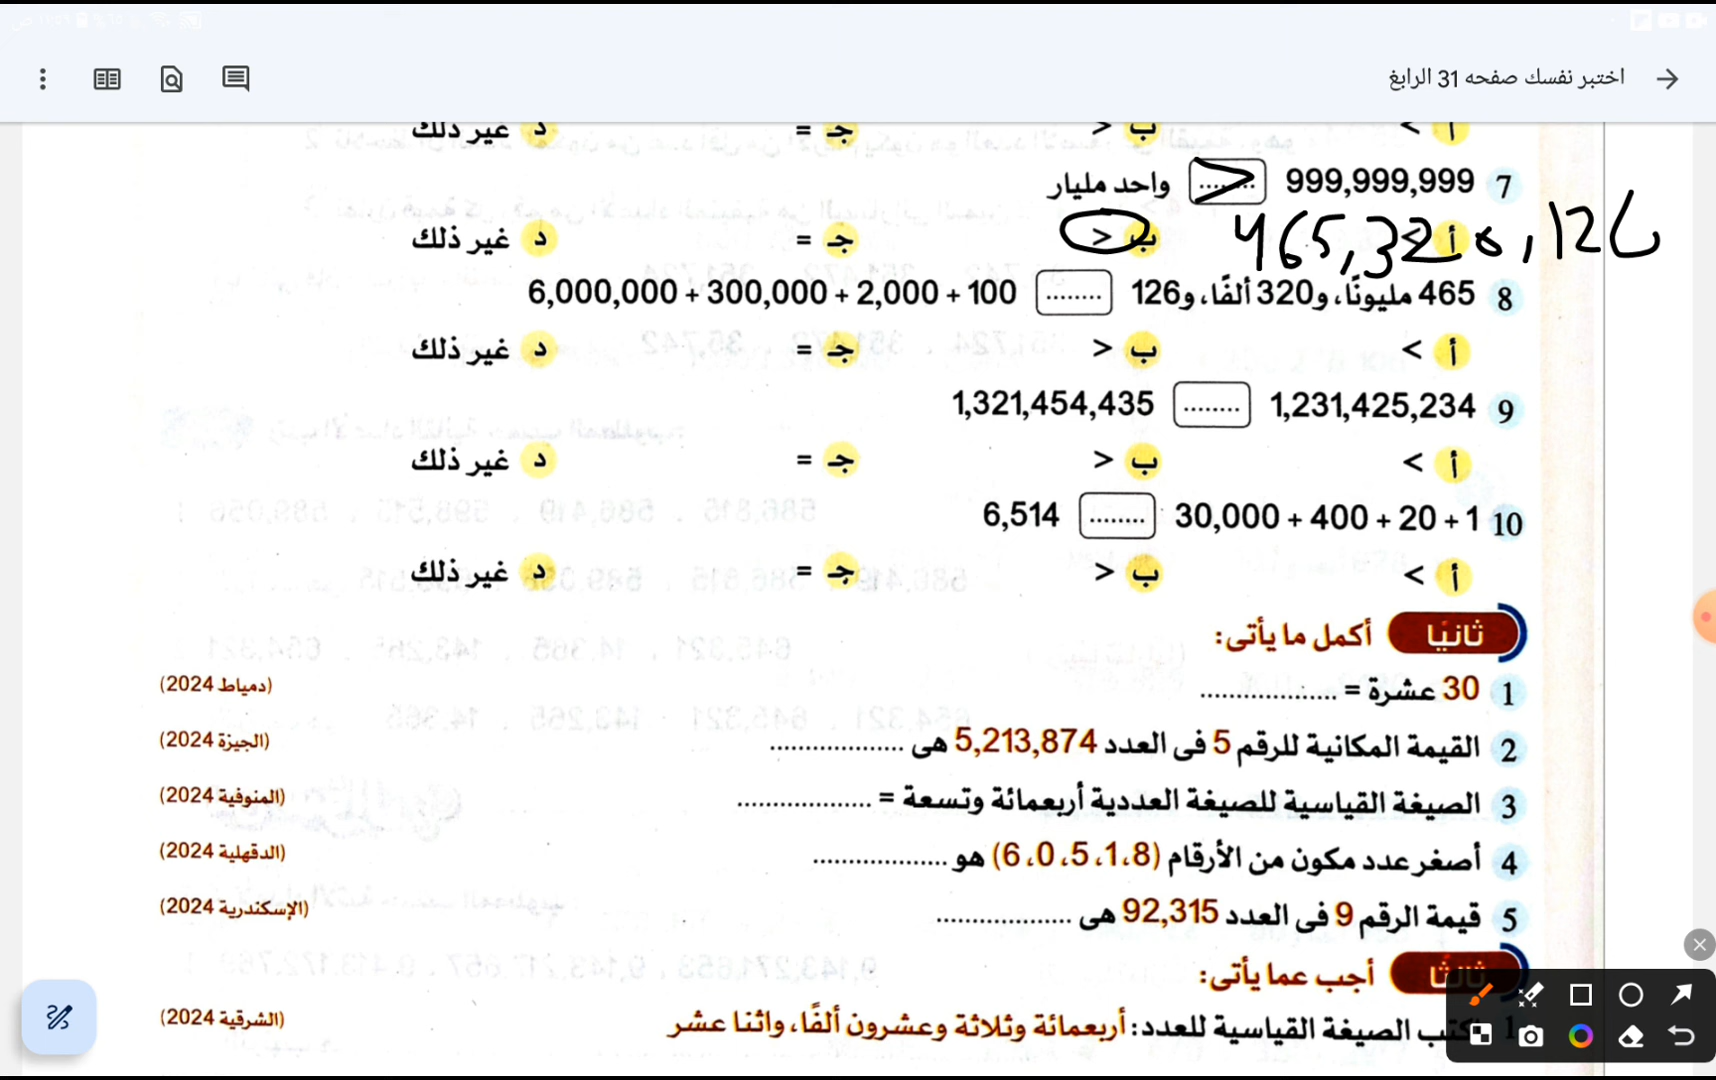 اختبر نفسك صفحه 31 الرابغ
أ < ب > جـ = د غير ذلك
7 999,999,999 ........ واحد مليار
أ < ب > جـ = د غير ذلك
465,320,126
8 465 مليونًا، و320 ألفًا، و126 ........ 6,000,000 + 300,000 + 2,000 + 100
أ < ب > جـ = د غير ذلك
9 1,231,425,234 ........ 1,321,454,435
أ < ب > جـ = د غير ذلك
10 30,000 + 400 + 20 + 1 ........ 6,514
أ < ب > جـ = د غير ذلك
ثانيًا أكمل ما يأتى:
1 30 عشرة = .................. (دمياط 2024)
2 القيمة المكانية للرقم 5 فى العدد 5,213,874 هى .................. (الجيزة 2024)
3 الصيغة القياسية للصيغة العددية أربعمائة وتسعة = .................. (المنوفية 2024)
4 أصغر عدد مكون من الأرقام (8،1،5،0،6) هو .................. (الدقهلية 2024)
5 قيمة الرقم 9 فى العدد 92,315 هى .................. (الإسكندرية 2024)
ثالثًا أجب عما يأتى:
1 اكتب الصيغة القياسية للعدد: أربعمائة وثلاثة وعشرون ألفًا، واثنا عشر (الشرقية 2024)